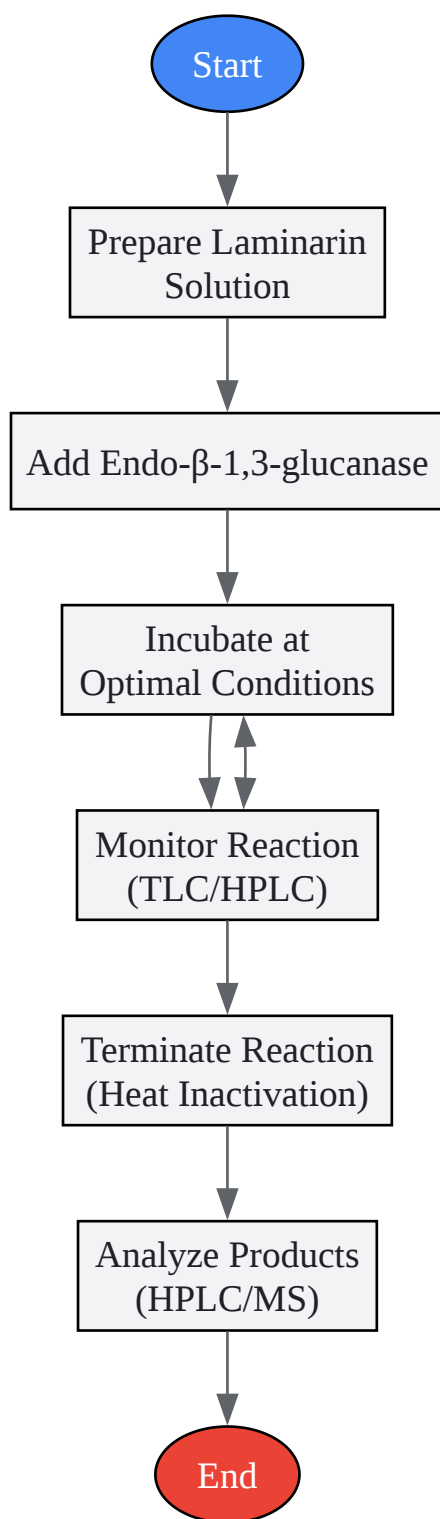 Start
Prepare Laminarin
Solution
Add Endo-β-1,3-glucanase
Incubate at
Optimal Conditions
Monitor Reaction
(TLC/HPLC)
Terminate Reaction
(Heat Inactivation)
Analyze Products
(HPLC/MS)
End